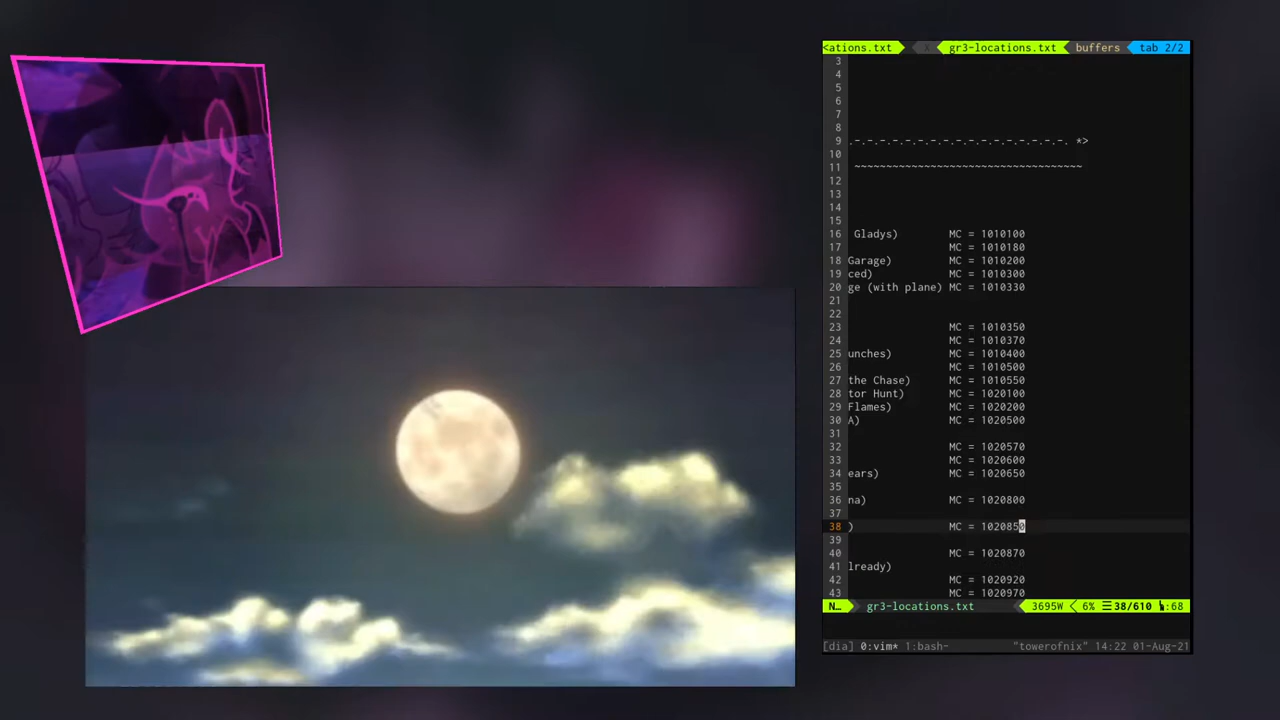 <ations.txt x gr3-locations.txt buffers tab 2/2
3
4
5
6
7
8
9 .-.-.-.-.-.-.-.-.-.-.-.-.-.-.-.-.-. *>
10
11 ~~~~~~~~~~~~~~~~~~~~~~~~~~~~~~~~~~~~
12
13
14
15
16 Gladys) MC = 1010100
17 MC = 1010180
18 Garage) MC = 1010200
19 ced) MC = 1010300
20 ge (with plane) MC = 1010330
21
22
23 MC = 1010350
24 MC = 1010370
25 unches) MC = 1010400
26 MC = 1010500
27 the Chase) MC = 1010550
28 tor Hunt) MC = 1020100
29 Flames) MC = 1020200
30 A) MC = 1020500
31
32 MC = 1020570
33 MC = 1020600
34 ears) MC = 1020650
35
36 na) MC = 1020800
37
38 ) MC = 1020850
39
40 MC = 1020870
41 lready)
42 MC = 1020920
43 MC = 1020970
N… gr3-locations.txt 3695W 6% ☰38/610 :68
[dia] 0:vim* 1:bash- "towerofnix" 14:22 01-Aug-21